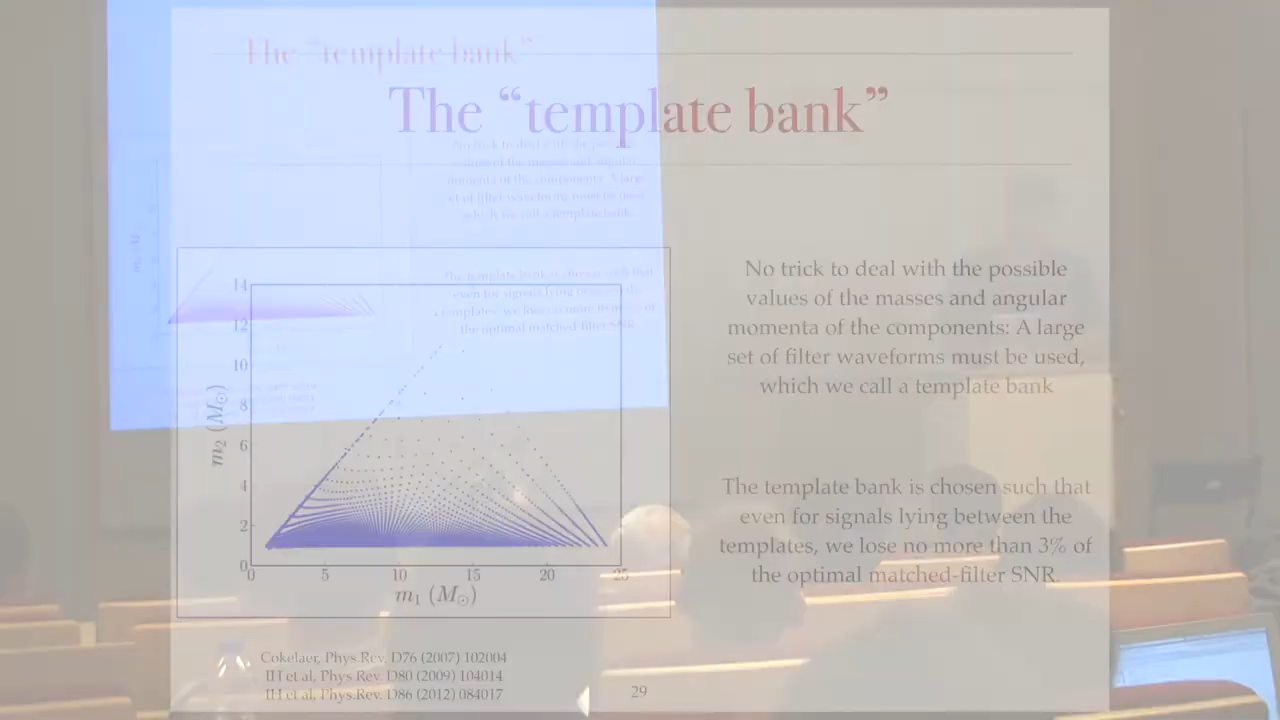 The “template bank”
The “template bank”
No trick to deal with the possible
values of the masses and angular
momenta of the components: A large
set of filter waveforms must be used,
which we call a template bank
The template bank is chosen such that
even for signals lying between the
templates, we lose no more than 3% of
the optimal matched-filter SNR.
14
12
10
8
6
4
2
0
m₂ (M☉)
0 5 10 15 20 25
m₁ (M☉)
Cokelaer, Phys.Rev. D76 (2007) 102004
et al, Phys.Rev. D80 (2009) 104014
et al, Phys.Rev. D86 (2012) 084017
29